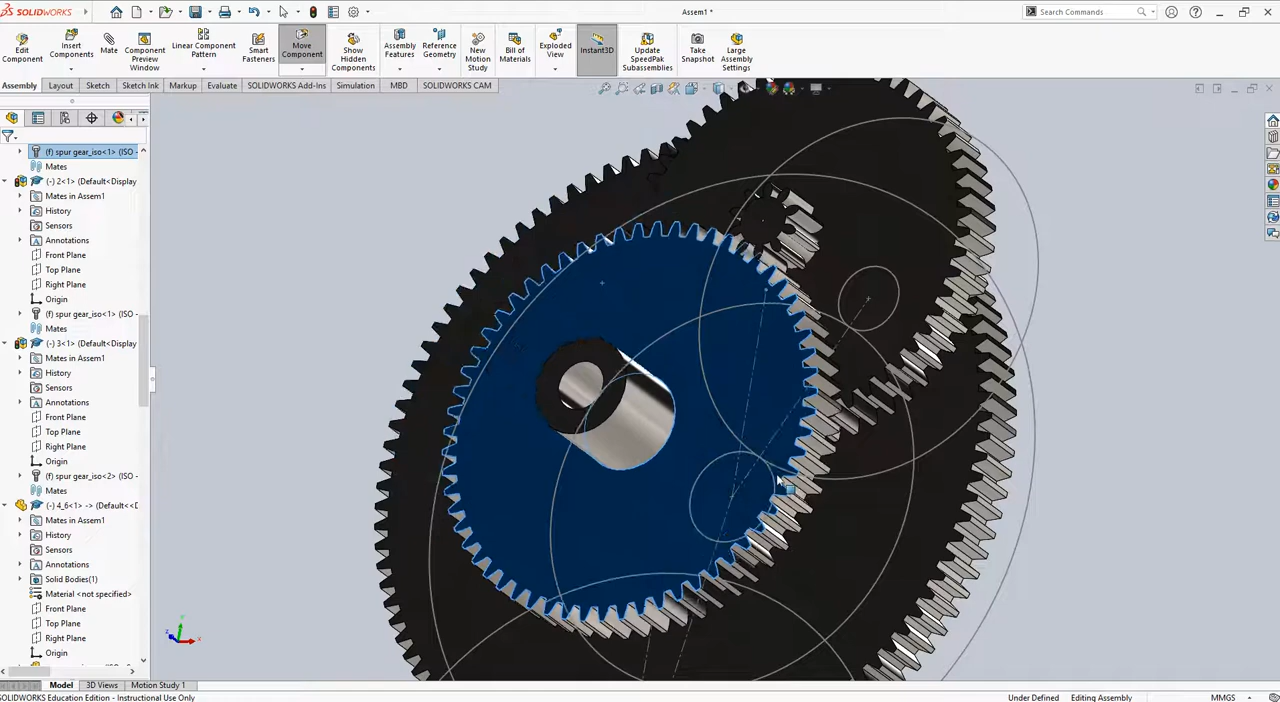 SOLIDWORKS
Assem1 *
Search Commands
Edit Component
Insert Components
Mate
Component Preview Window
Linear Component Pattern
Smart Fasteners
Move Component
Show Hidden Components
Assembly Features
Reference Geometry
New Motion Study
Bill of Materials
Exploded View
Instant3D
Update SpeedPak Subassemblies
Take Snapshot
Large Assembly Settings
Assembly
Layout
Sketch
Sketch Ink
Markup
Evaluate
SOLIDWORKS Add-Ins
Simulation
MBD
SOLIDWORKS CAM
(f) spur gear_iso<1> (ISO -
Mates
(-) 2<1> (Default<Display
Mates in Assem1
History
Sensors
Annotations
Front Plane
Top Plane
Right Plane
Origin
(f) spur gear_iso<1> (ISO -
Mates
(-) 3<1> (Default<Display
Mates in Assem1
History
Sensors
Annotations
Front Plane
Top Plane
Right Plane
Origin
(f) spur gear_iso<2> (ISO -
Mates
(-) 4_6<1> -> (Default<<D
Mates in Assem1
History
Sensors
Annotations
Solid Bodies(1)
Material <not specified>
Front Plane
Top Plane
Right Plane
Origin
Model
3D Views
Motion Study 1
SOLIDWORKS Education Edition - Instructional Use Only
Under Defined
Editing Assembly
MMGS